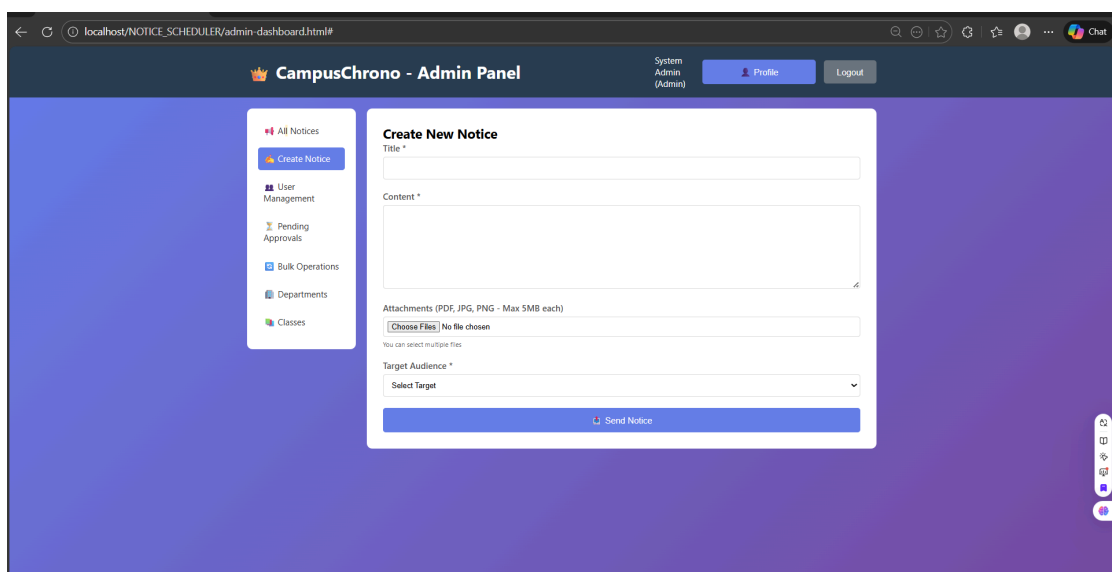 localhost/NOTICE_SCHEDULER/admin-dashboard.html#
Chat
CampusChrono - Admin Panel
System
Admin
(Admin)
Profile
Logout
All Notices
Create Notice
User
Management
Pending
Approvals
Bulk Operations
Departments
Classes
Create New Notice
Title *
Content *
Attachments (PDF, JPG, PNG - Max 5MB each)
Choose Files No file chosen
You can select multiple files
Target Audience *
Select Target
Send Notice